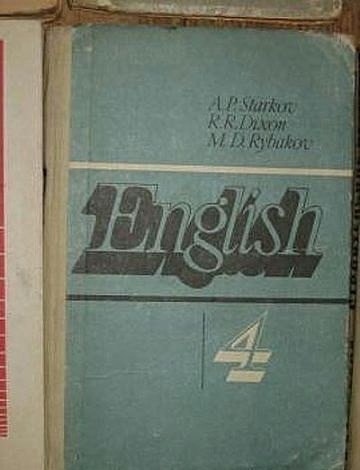 A.P. Starkov
R.R. Dixon
M.D. Rybakov
English
4